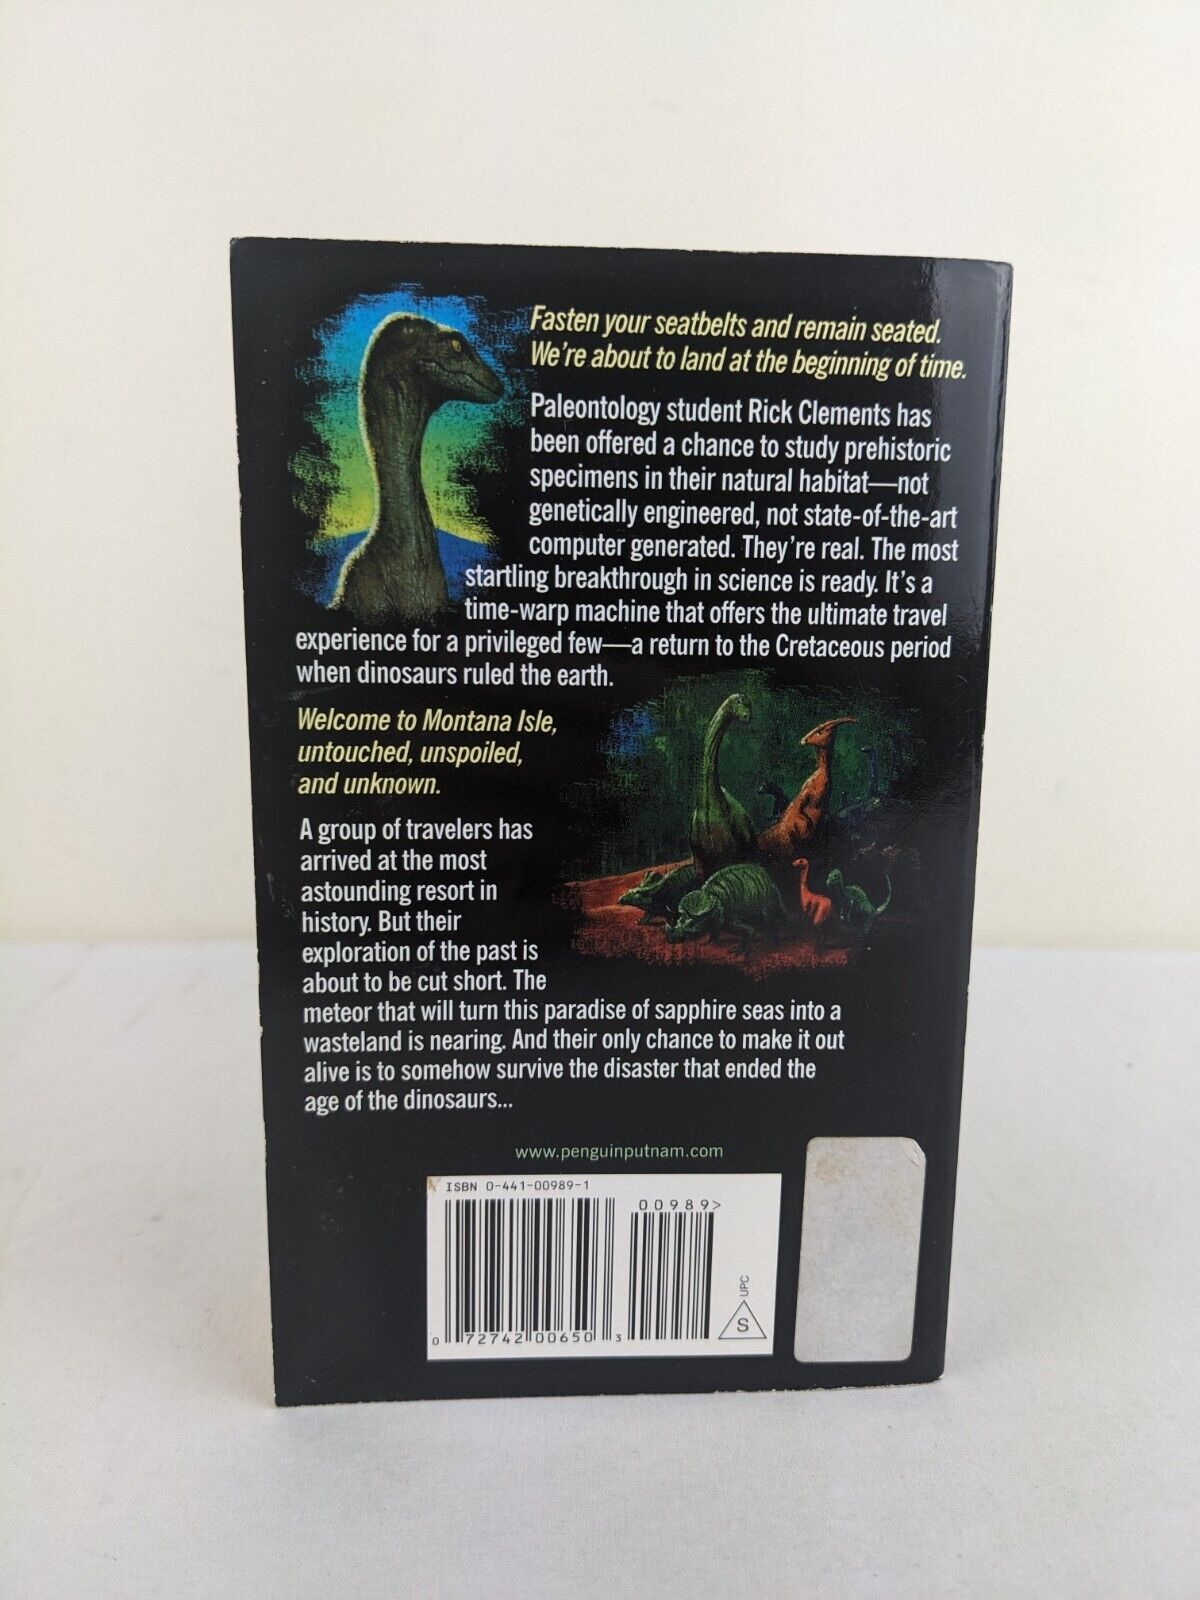 Fasten your seatbelts and remain seated.
We're about to land at the beginning of time.
Paleontology student Rick Clements has
been offered a chance to study prehistoric
specimens in their natural habitat—not
genetically engineered, not state-of-the-art
computer generated. They're real. The most
startling breakthrough in science is ready. It's a
time-warp machine that offers the ultimate travel
experience for a privileged few—a return to the Cretaceous period
when dinosaurs ruled the earth.
Welcome to Montana Isle,
untouched, unspoiled,
and unknown.
A group of travelers has
arrived at the most
astounding resort in
history. But their
exploration of the past is
about to be cut short. The
meteor that will turn this paradise of sapphire seas into a
wasteland is nearing. And their only chance to make it out
alive is to somehow survive the disaster that ended the
age of the dinosaurs...
www.penguinputnam.com
ISBN 0-441-00989-1
00989>
0 72742 00650 3
S
UPC